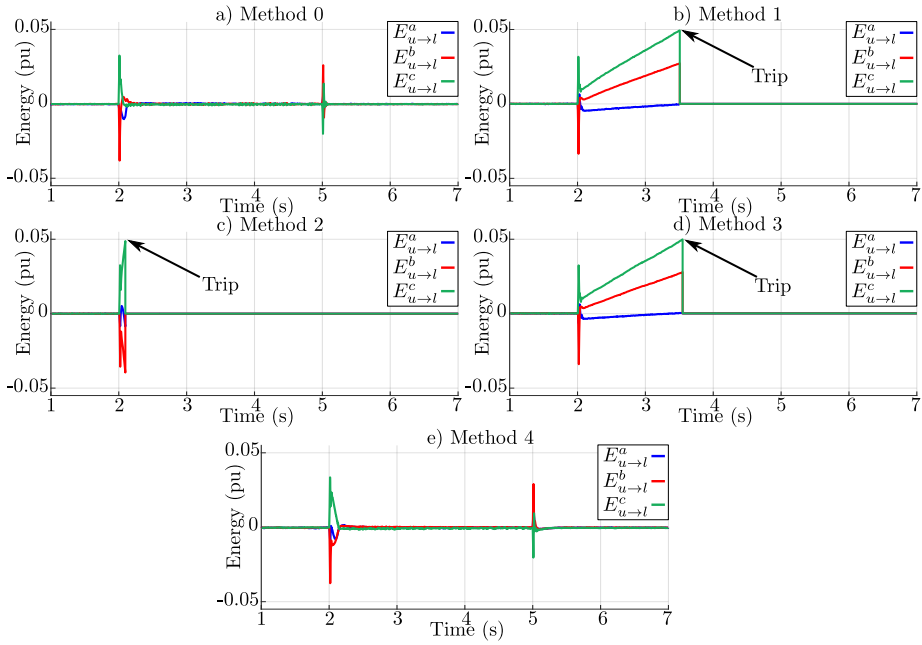 a) Method 0
Energy (pu)
0.05
0
-0.05
1 2 3 4 5 6 7
Time (s)
E^a_{u→l}
E^b_{u→l}
E^c_{u→l}
b) Method 1
Energy (pu)
0.05
0
-0.05
1 2 3 4 5 6 7
Time (s)
Trip
E^a_{u→l}
E^b_{u→l}
E^c_{u→l}
c) Method 2
Energy (pu)
0.05
0
-0.05
1 2 3 4 5 6 7
Time (s)
Trip
E^a_{u→l}
E^b_{u→l}
E^c_{u→l}
d) Method 3
Energy (pu)
0.05
0
-0.05
1 2 3 4 5 6 7
Time (s)
Trip
E^a_{u→l}
E^b_{u→l}
E^c_{u→l}
e) Method 4
Energy (pu)
0.05
0
-0.05
1 2 3 4 5 6 7
Time (s)
E^a_{u→l}
E^b_{u→l}
E^c_{u→l}